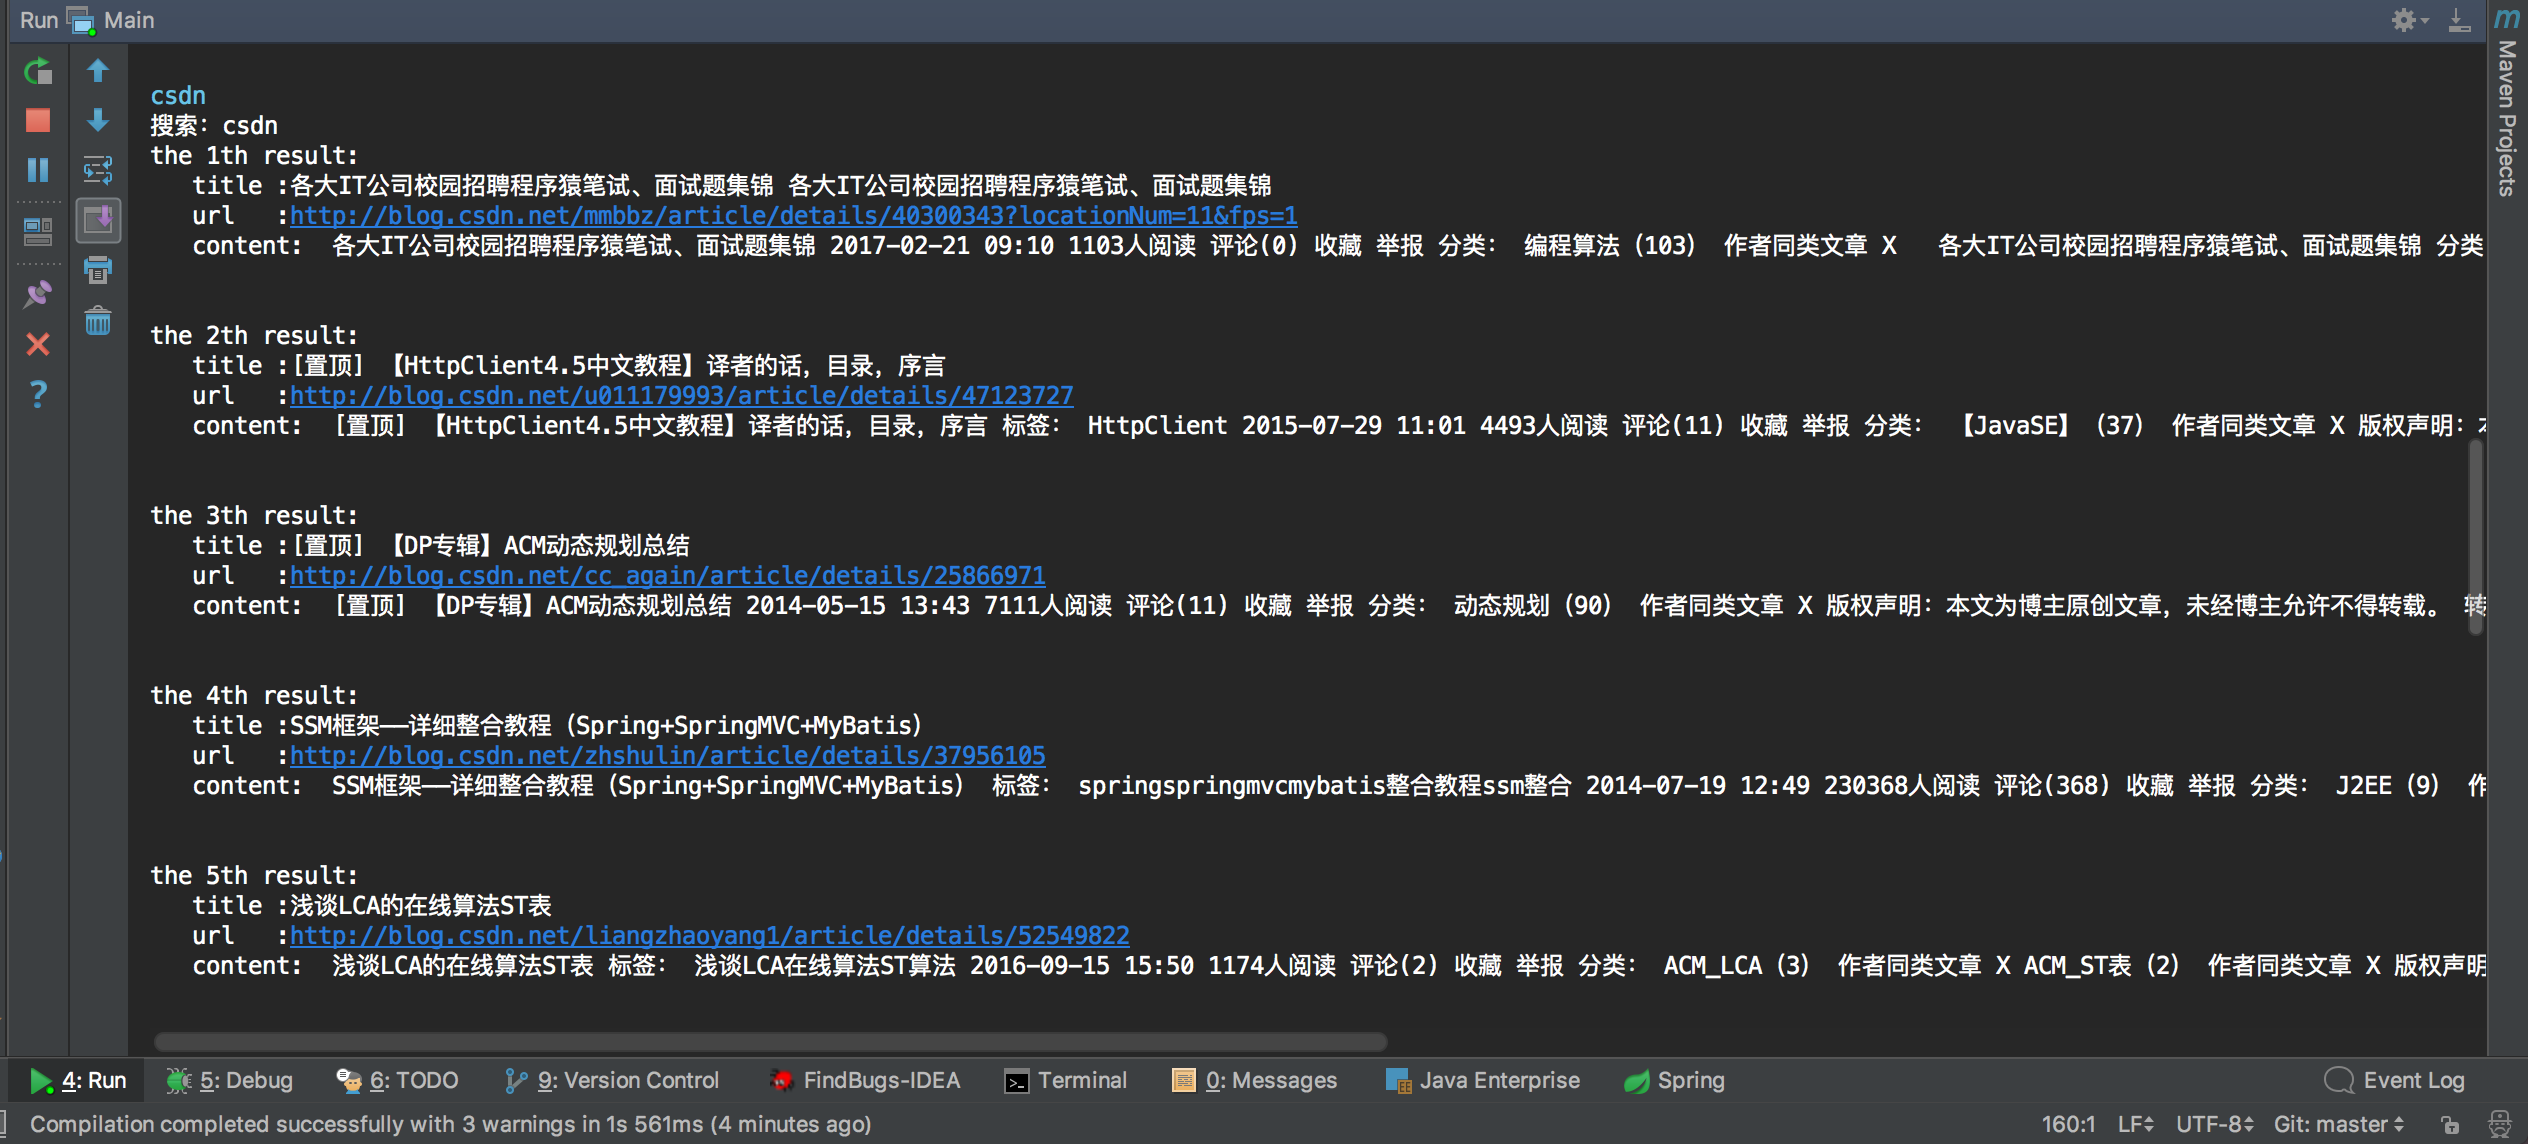 Run Main
Maven Projects
csdn
搜索：csdn
the 1th result:
title :各大IT公司校园招聘程序猿笔试、面试题集锦 各大IT公司校园招聘程序猿笔试、面试题集锦
url :http://blog.csdn.net/mmbbz/article/details/40300343?locationNum=11&fps=1
content: 各大IT公司校园招聘程序猿笔试、面试题集锦 2017-02-21 09:10 1103人阅读 评论(0) 收藏 举报 分类： 编程算法（103） 作者同类文章 X 各大IT公司校园招聘程序猿笔试、面试题集锦 分类
the 2th result:
title :[置顶] 【HttpClient4.5中文教程】译者的话，目录，序言
url :http://blog.csdn.net/u011179993/article/details/47123727
content: [置顶] 【HttpClient4.5中文教程】译者的话，目录，序言 标签： HttpClient 2015-07-29 11:01 4493人阅读 评论(11) 收藏 举报 分类： 【JavaSE】（37） 作者同类文章 X 版权声明：
the 3th result:
title :[置顶] 【DP专辑】ACM动态规划总结
url :http://blog.csdn.net/cc_again/article/details/25866971
content: [置顶] 【DP专辑】ACM动态规划总结 2014-05-15 13:43 7111人阅读 评论(11) 收藏 举报 分类： 动态规划（90） 作者同类文章 X 版权声明：本文为博主原创文章，未经博主允许不得转载。 转
the 4th result:
title :SSM框架——详细整合教程（Spring+SpringMVC+MyBatis）
url :http://blog.csdn.net/zhshulin/article/details/37956105
content: SSM框架——详细整合教程（Spring+SpringMVC+MyBatis） 标签： springspringmvcmybatis整合教程ssm整合 2014-07-19 12:49 230368人阅读 评论(368) 收藏 举报 分类： J2EE（9） 作
the 5th result:
title :浅谈LCA的在线算法ST表
url :http://blog.csdn.net/liangzhaoyang1/article/details/52549822
content: 浅谈LCA的在线算法ST表 标签： 浅谈LCA在线算法ST算法 2016-09-15 15:50 1174人阅读 评论(2) 收藏 举报 分类： ACM_LCA（3） 作者同类文章 X ACM_ST表（2） 作者同类文章 X 版权声明
4: Run 5: Debug 6: TODO 9: Version Control FindBugs-IDEA Terminal 0: Messages Java Enterprise Spring Event Log
Compilation completed successfully with 3 warnings in 1s 561ms (4 minutes ago) 160:1 LF UTF-8 Git: master